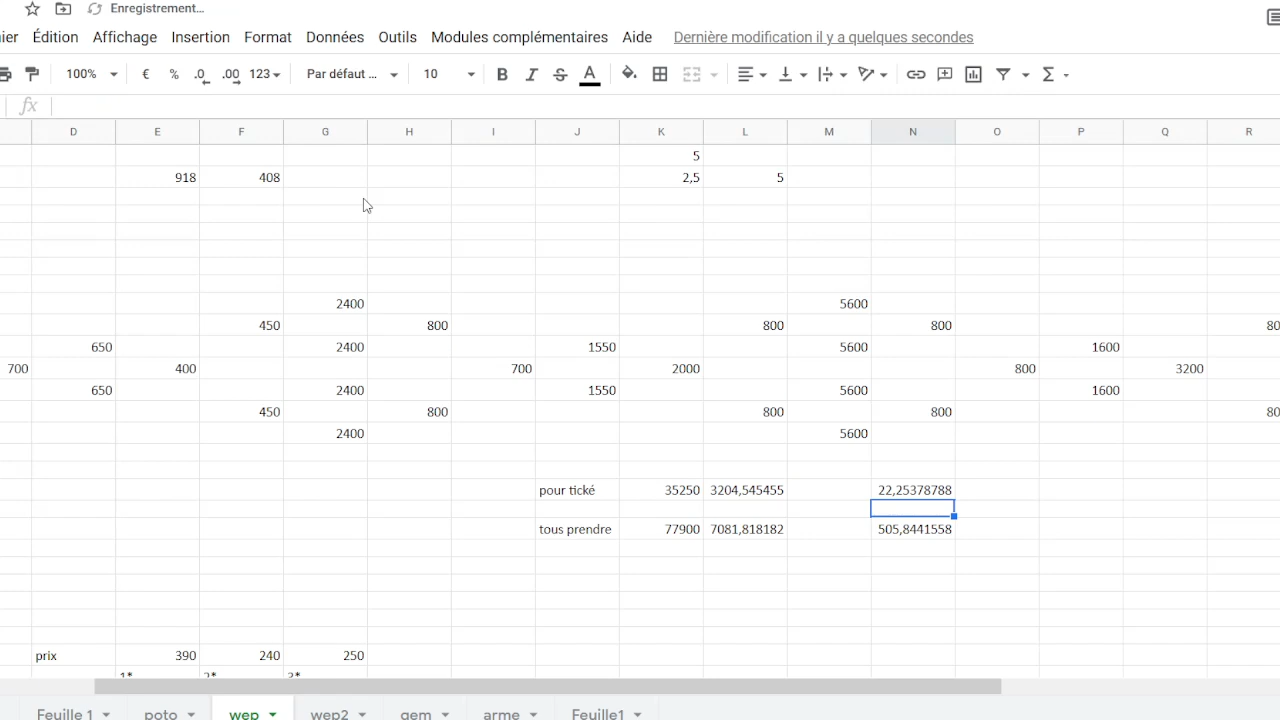 Enregistrement…
ier Édition Affichage Insertion Format Données Outils Modules complémentaires Aide Dernière modification il y a quelques secondes
100% € % .0 .00 123 Par défaut ... 10 B I S A Σ
fx
D E F G H I J K L M N O P Q R
5
918 408 2,5 5
2400 5600
450 800 800 800 80
650 2400 1550 5600 1600
700 400 700 2000 800 3200
650 2400 1550 5600 1600
450 800 800 800 80
2400 5600
pour tické 35250 3204,545455 22,25378788
tous prendre 77900 7081,818182 505,8441558
prix 390 240 250
1* 2* 3*
Feuille 1 poto wep wep2 gem arme Feuille1